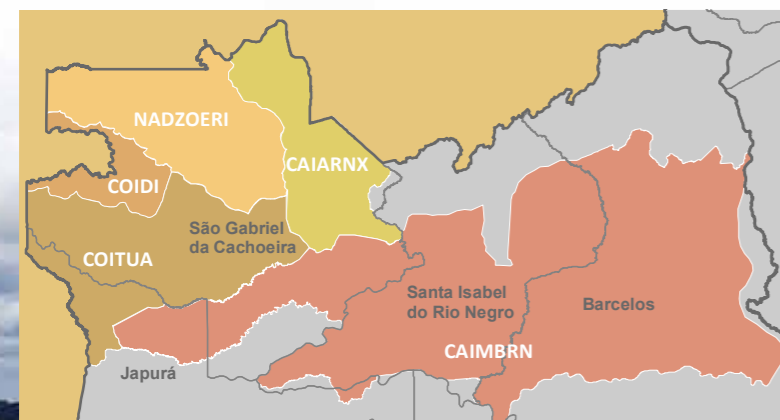 NADZOERI
CAIARNX
COIDI
São Gabriel
da Cachoeira
COITUA
Santa Isabel
do Rio Negro
Barcelos
CAIMBRN
Japurá